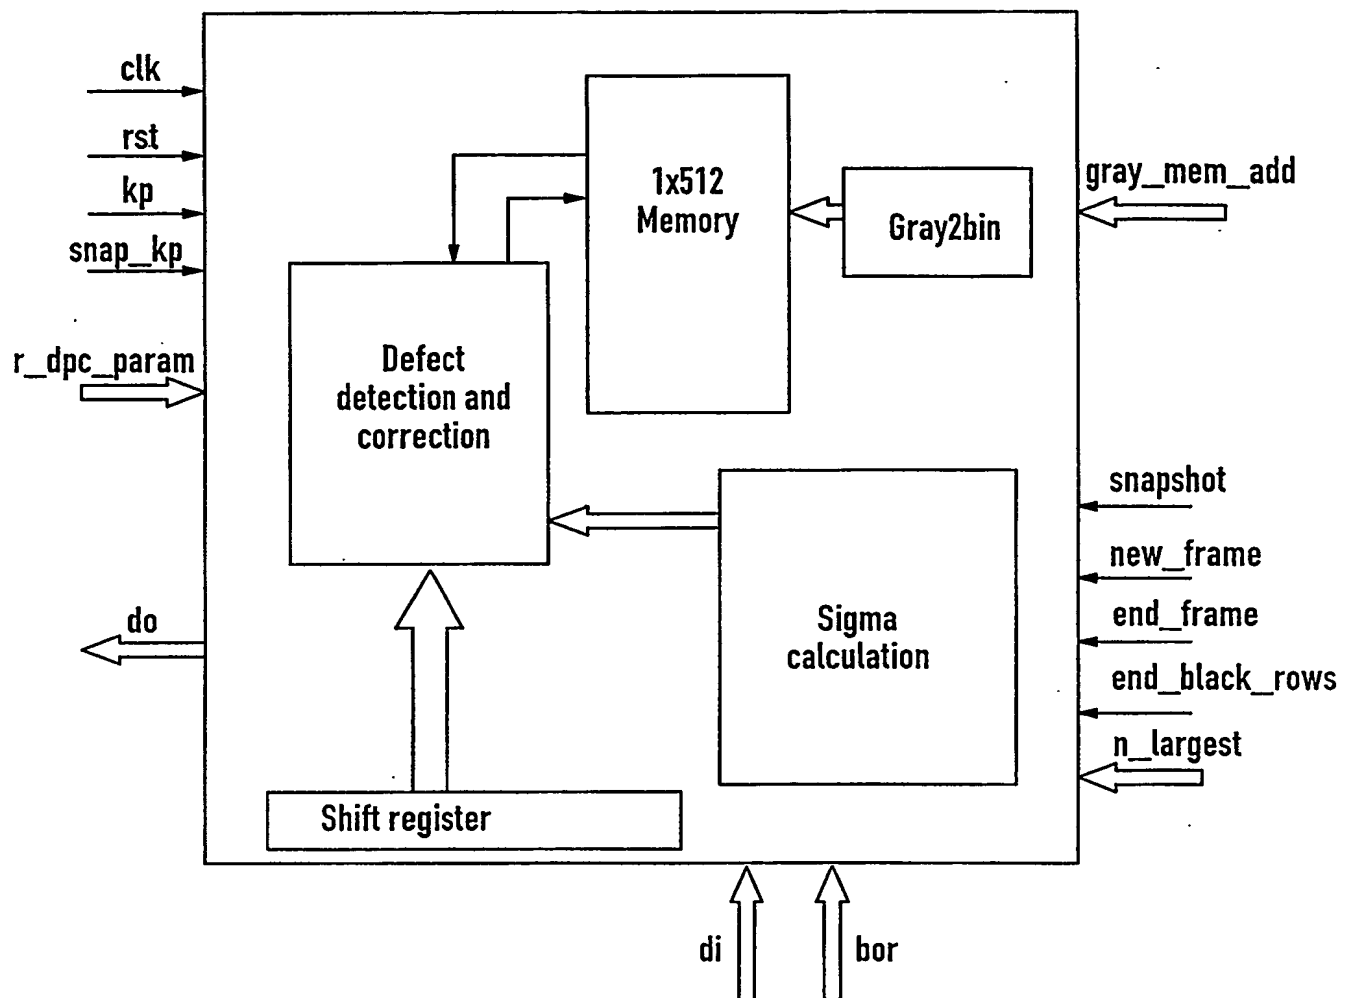 clk
rst
kp
snap_kp
r_dpc_param
do
1x512
Memory
Gray2bin
gray_mem_add
Defect
detection and
correction
Sigma
calculation
Shift register
snapshot
new_frame
end_frame
end_black_rows
n_largest
di
bor